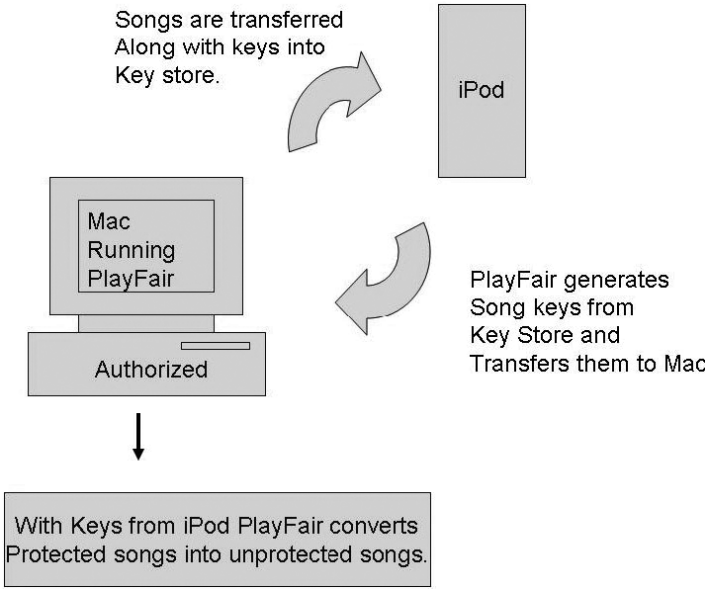 Songs are transferred
Along with keys into
Key store.
iPod
Mac
Running
PlayFair
Authorized
PlayFair generates
Song keys from
Key Store and
Transfers them to Mac
With Keys from iPod PlayFair converts
Protected songs into unprotected songs.